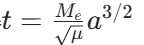 t = \frac{M_e}{\sqrt{\mu}} a^{3/2}